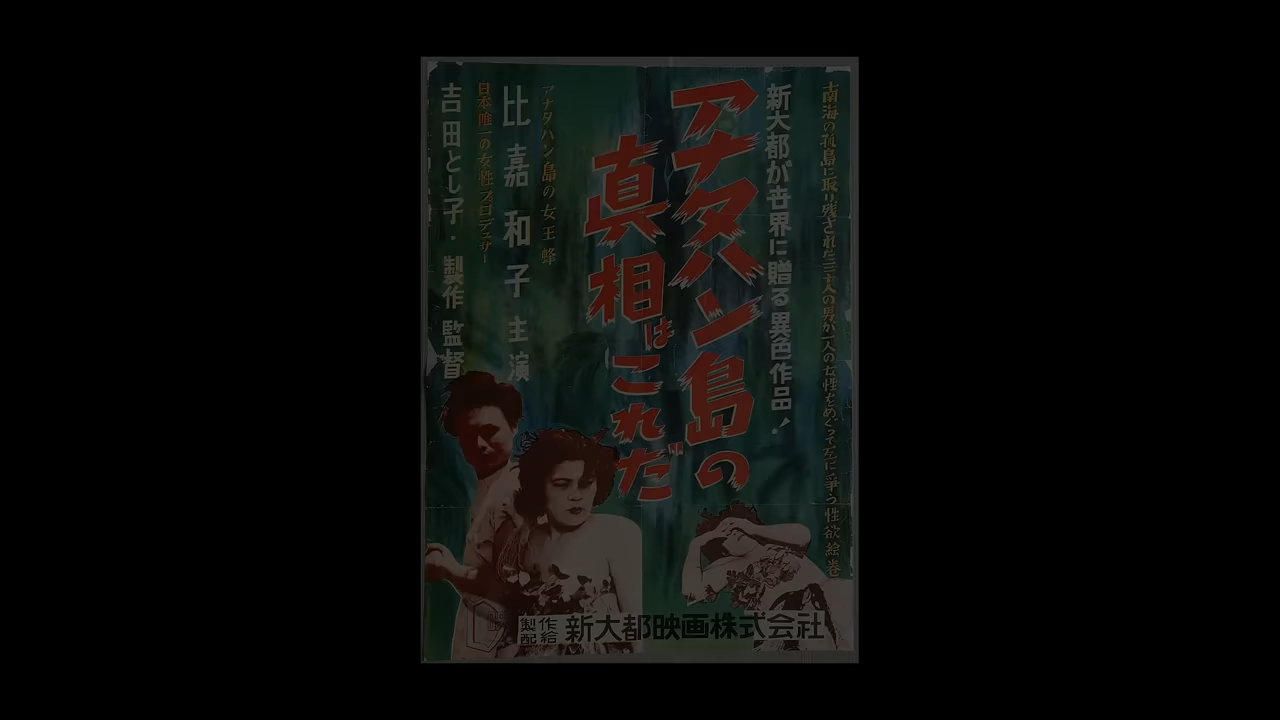 南海の孤島に取り残された三十人の男が一人の女性をめぐって互に争う性欲絵巻
新大都が世界に贈る異色作品!
アナタハン島の
真相はこれだ
アナタハン島の女王蜂
比嘉和子主演
日本唯一の女性プロデュサー
吉田とし子・製作監督
製作
配給
新大都映画株式会社